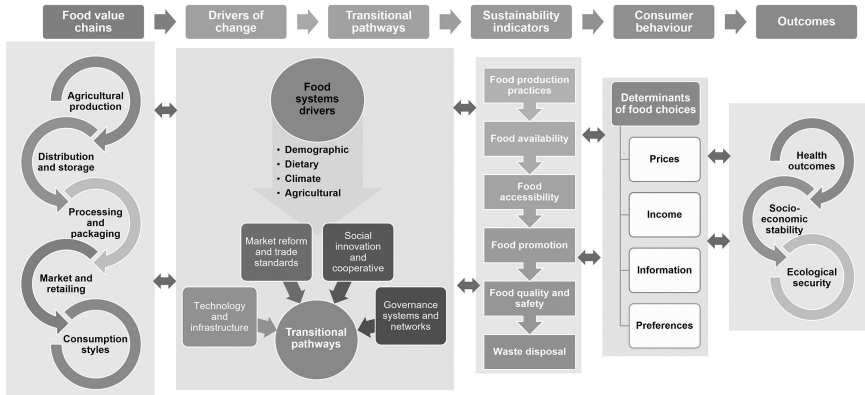 Food value
chains
Drivers of
change
Transitional
pathways
Sustainability
indicators
Consumer
behaviour
Outcomes
Agricultural
production
Distribution
and storage
Processing
and
packaging
Market and
retailing
Consumption
styles
Food
systems
drivers
• Demographic
• Dietary
• Climate
• Agricultural
Market reform
and trade
standards
Social
innovation
and
cooperative
Technology
and
infrastructure
Governance
systems and
networks
Transitional
pathways
Food production
practices
Food availability
Food
accessibility
Food promotion
Food quality and
safety
Waste disposal
Determinants
of food choices
Prices
Income
Information
Preferences
Health
outcomes
Socio-
economic
stability
Ecological
security